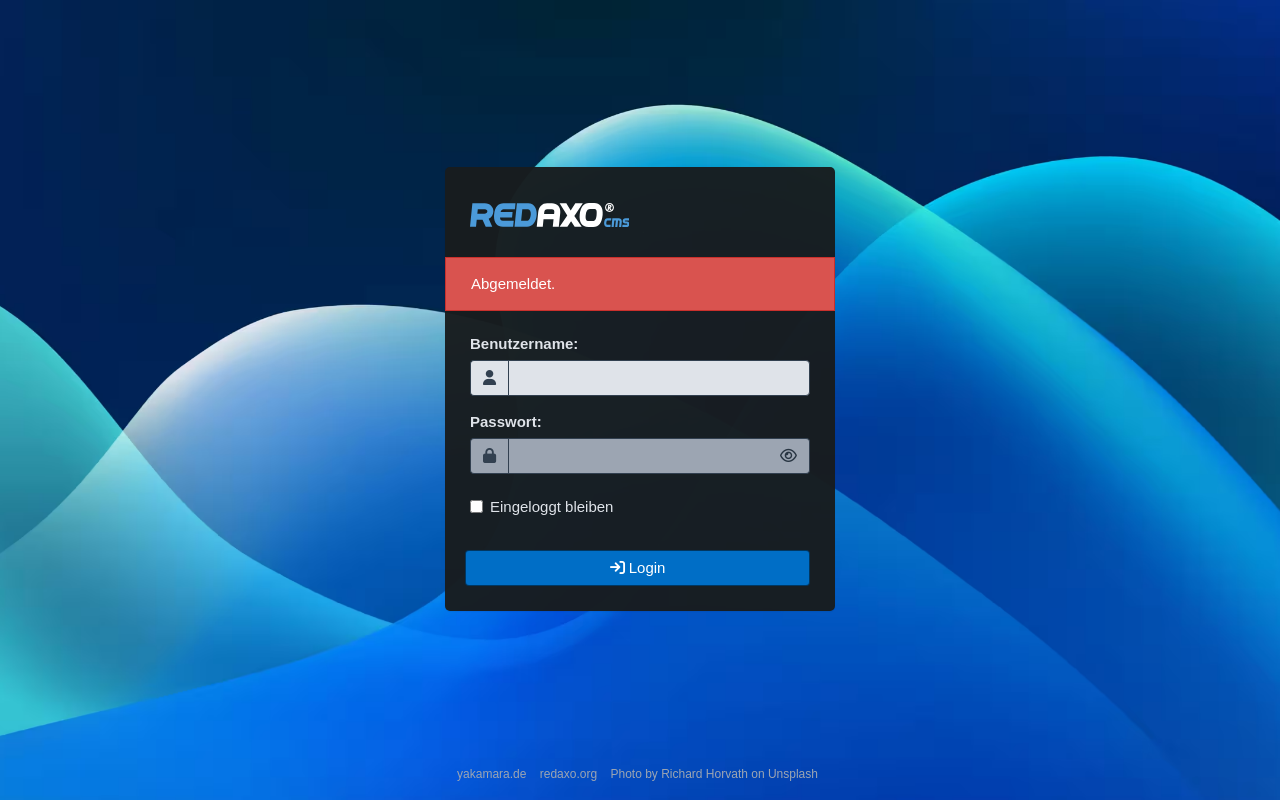 REDAXO® cms
Abgemeldet.
Benutzername:
Passwort:
Eingeloggt bleiben
Login
yakamara.de redaxo.org Photo by Richard Horvath on Unsplash